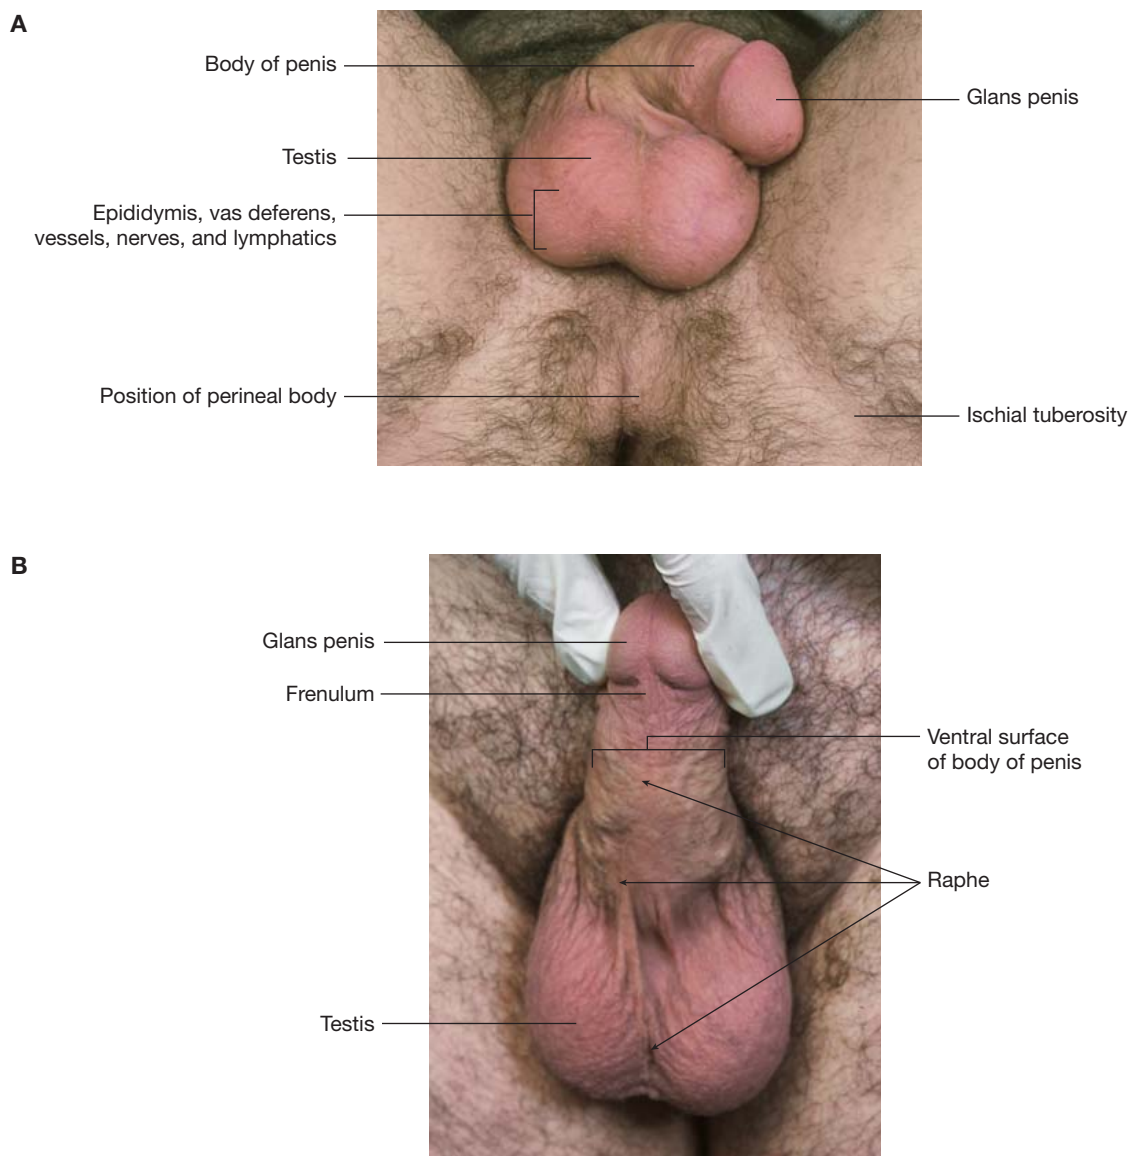 A
Body of penis
Glans penis
Testis
Epididymis, vas deferens,
vessels, nerves, and lymphatics
Position of perineal body
Ischial tuberosity
B
Glans penis
Frenulum
Ventral surface
of body of penis
Raphe
Testis